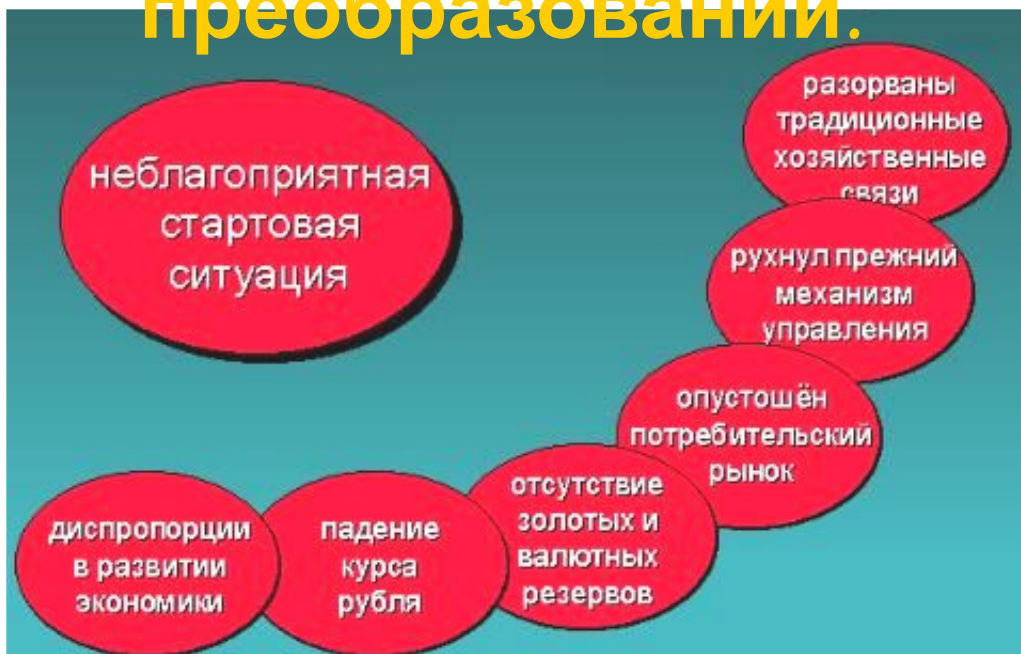 преобразований.
неблагоприятная
стартовая
ситуация
разорваны
традиционные
хозяйственные
связи
рухнул прежний
механизм
управления
опустошён
потребительский
рынок
отсутствие
золотых и
валютных
резервов
падение
курса
рубля
диспропорции
в развитии
экономики